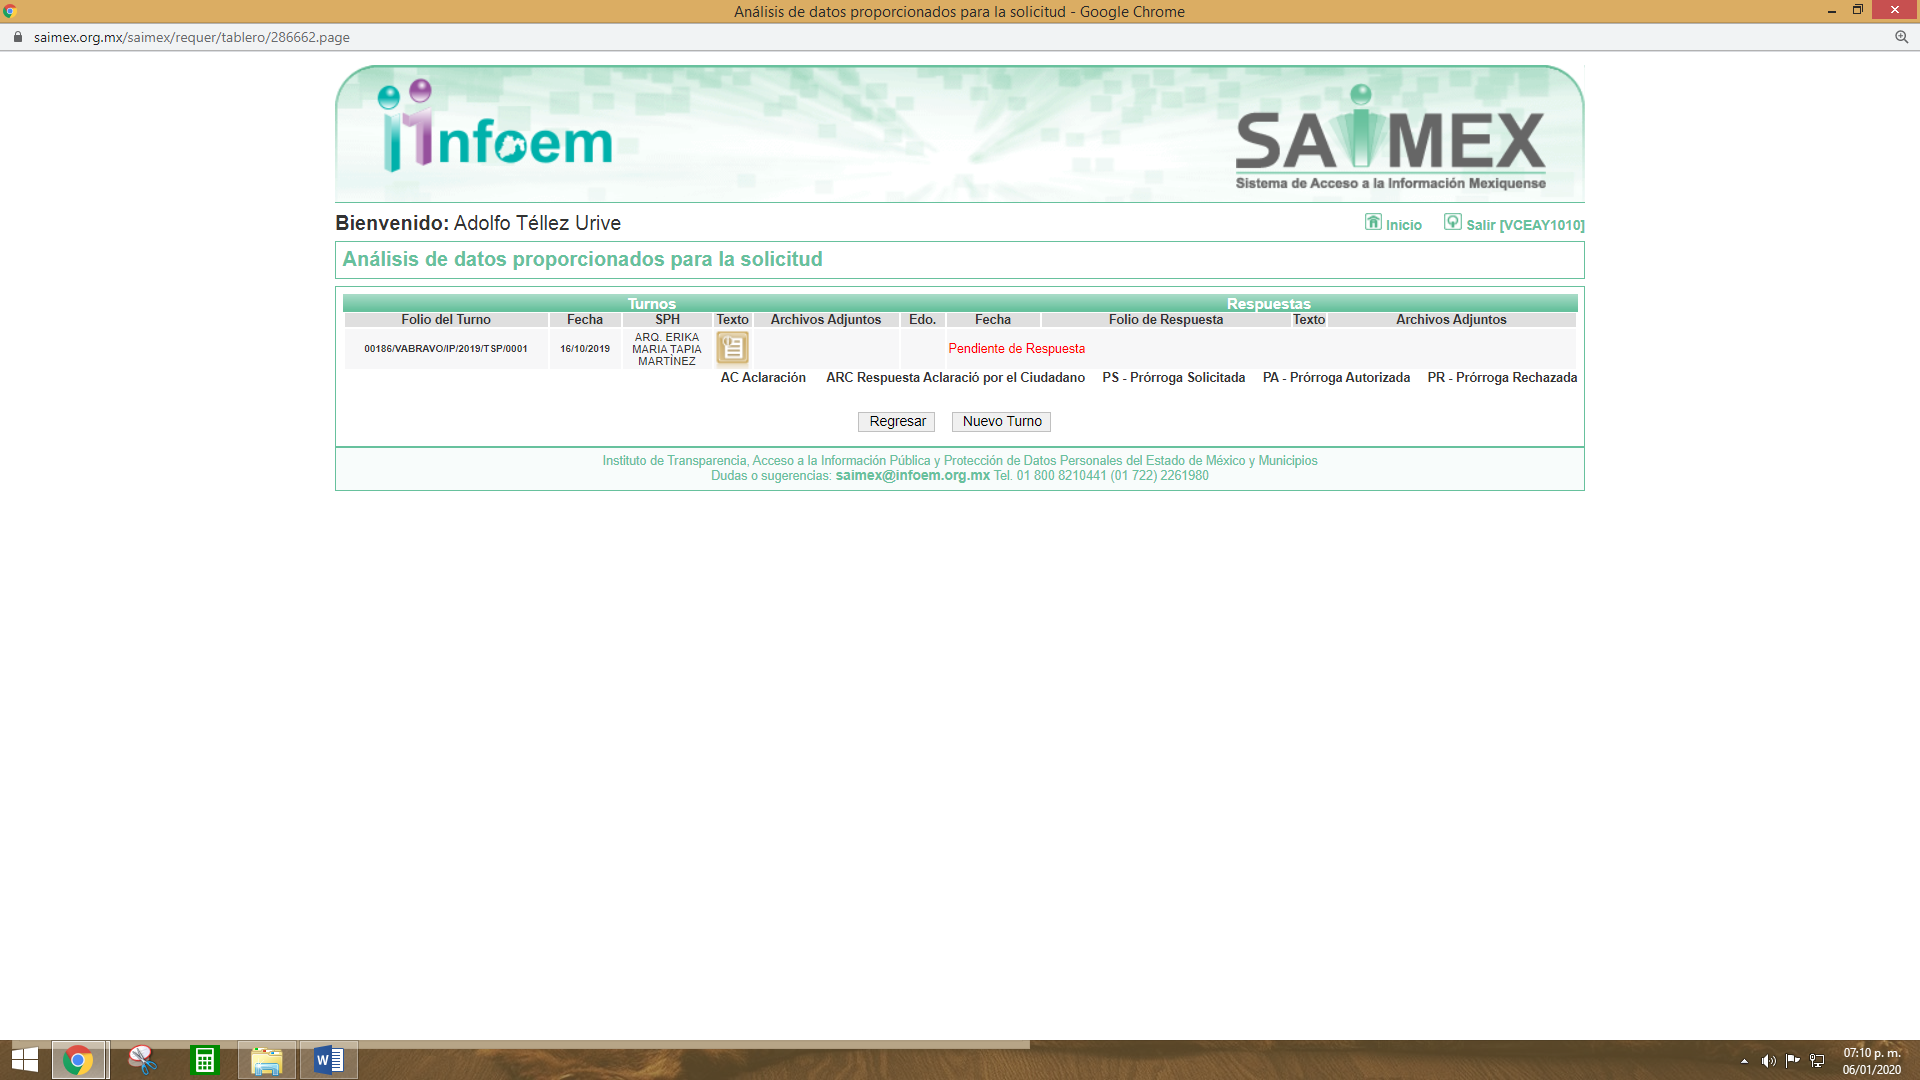 Análisis de datos proporcionados para la solicitud - Google Chrome
saimex.org.mx/saimex/requer/tablero/286662.page
infoem
SAIMEX
Sistema de Acceso a la Información Mexiquense
Bienvenido: Adolfo Téllez Urive
Inicio Salir [VCEAY1010]
Análisis de datos proporcionados para la solicitud
Turnos Respuestas
Folio del Turno Fecha SPH Texto Archivos Adjuntos Edo. Fecha Folio de Respuesta Texto Archivos Adjuntos
00186/VABRAVO/IP/2019/TSP/0001 16/10/2019 ARQ. ERIKA
MARIA TAPIA
MARTÍNEZ
Pendiente de Respuesta
AC Aclaración ARC Respuesta Aclaració por el Ciudadano PS - Prórroga Solicitada PA - Prórroga Autorizada PR - Prórroga Rechazada
Regresar Nuevo Turno
Instituto de Transparencia, Acceso a la Información Pública y Protección de Datos Personales del Estado de México y Municipios
Dudas o sugerencias: saimex@infoem.org.mx Tel. 01 800 8210441 (01 722) 2261980
07:10 p. m.
06/01/2020